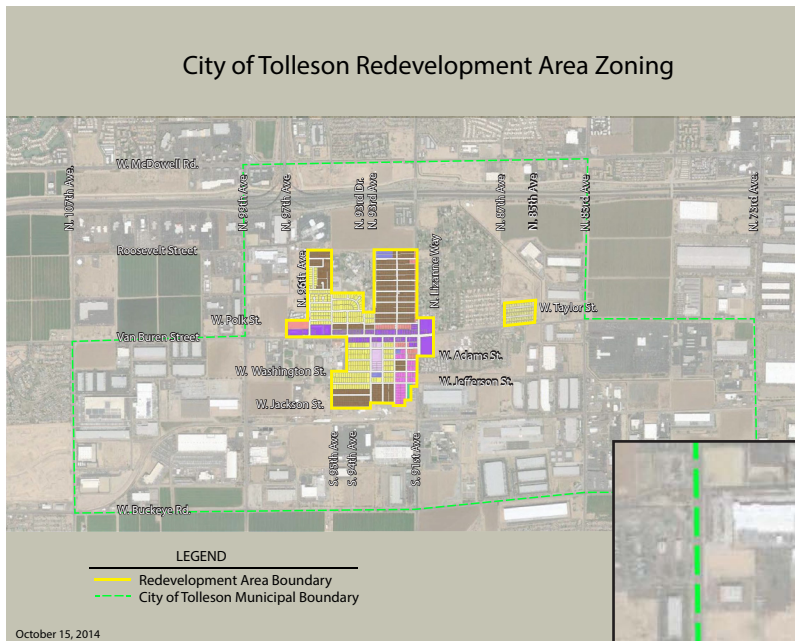 City of Tolleson Redevelopment Area Zoning
W. McDowell Rd.
N. 107th Ave.
N. 98th Ave
N. 97th Ave
N. 93rd Dr.
N. 93rd Ave
N. 87th Ave
N. 85th Ave
N. 83rd Ave
N. 73rd Ave.
Roosevelt Street
N. 96th Ave
N. Lizanne Way
W. Polk St.
W. Taylor St.
Van Buren Street
W. Adams St.
W. Washington St.
W. Jefferson St.
W. Jackson St.
S. 95th Ave
S. 94th Ave
S. 91st Ave
W. Buckeye Rd.
LEGEND
Redevelopment Area Boundary
City of Tolleson Municipal Boundary
October 15, 2014